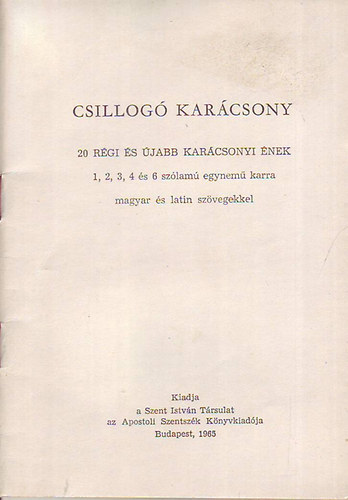 CSILLOGÓ KARÁCSONY
20 RÉGI ÉS ÚJABB KARÁCSONYI ÉNEK
1, 2, 3, 4 és 6 szólamú egynemű karra
magyar és latin szövegekkel
Kiadja
a Szent István Társulat
az Apostoli Szentszék Könyvkiadója
Budapest, 1965